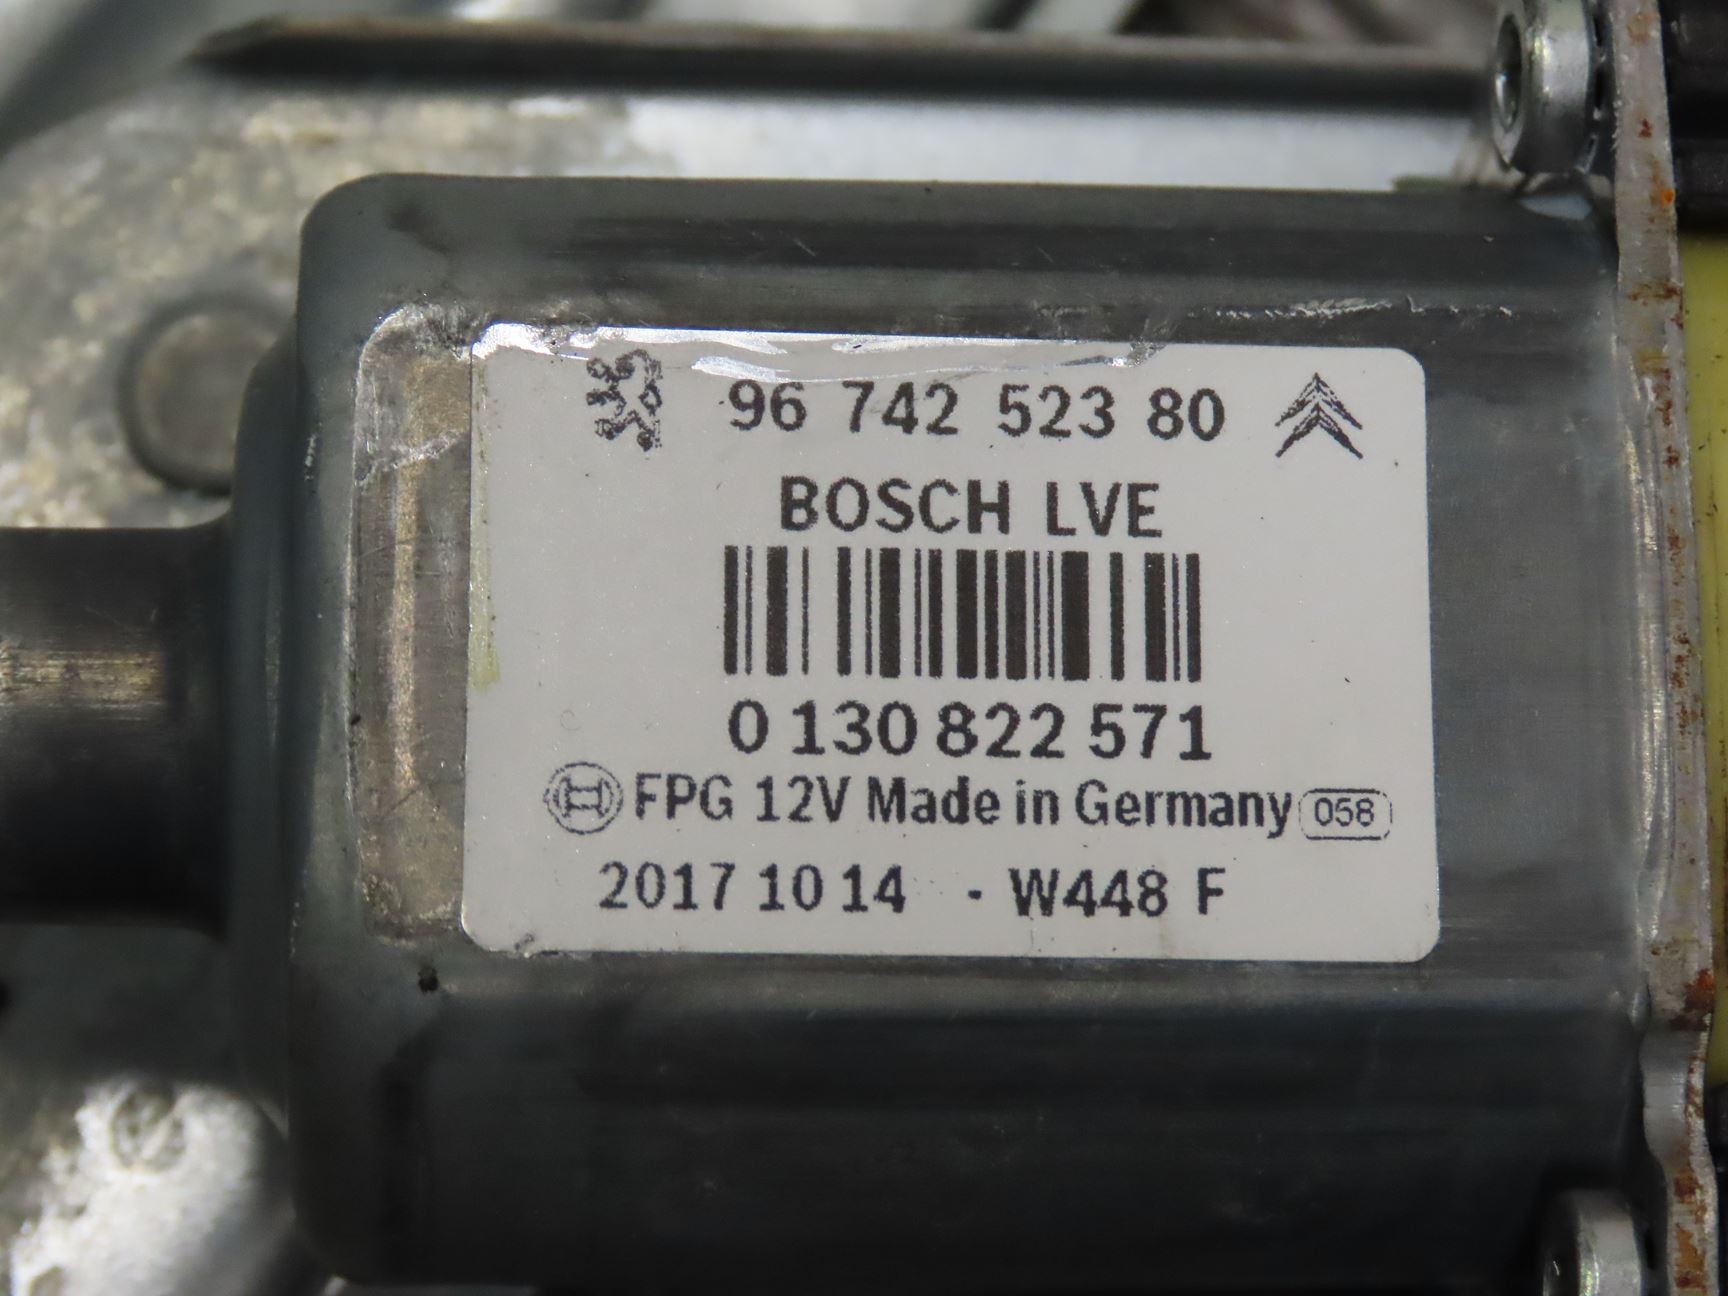 96 742 523 80
BOSCH LVE
0 130 822 571
FPG 12V Made in Germany 058
2017 10 14 - W448 F